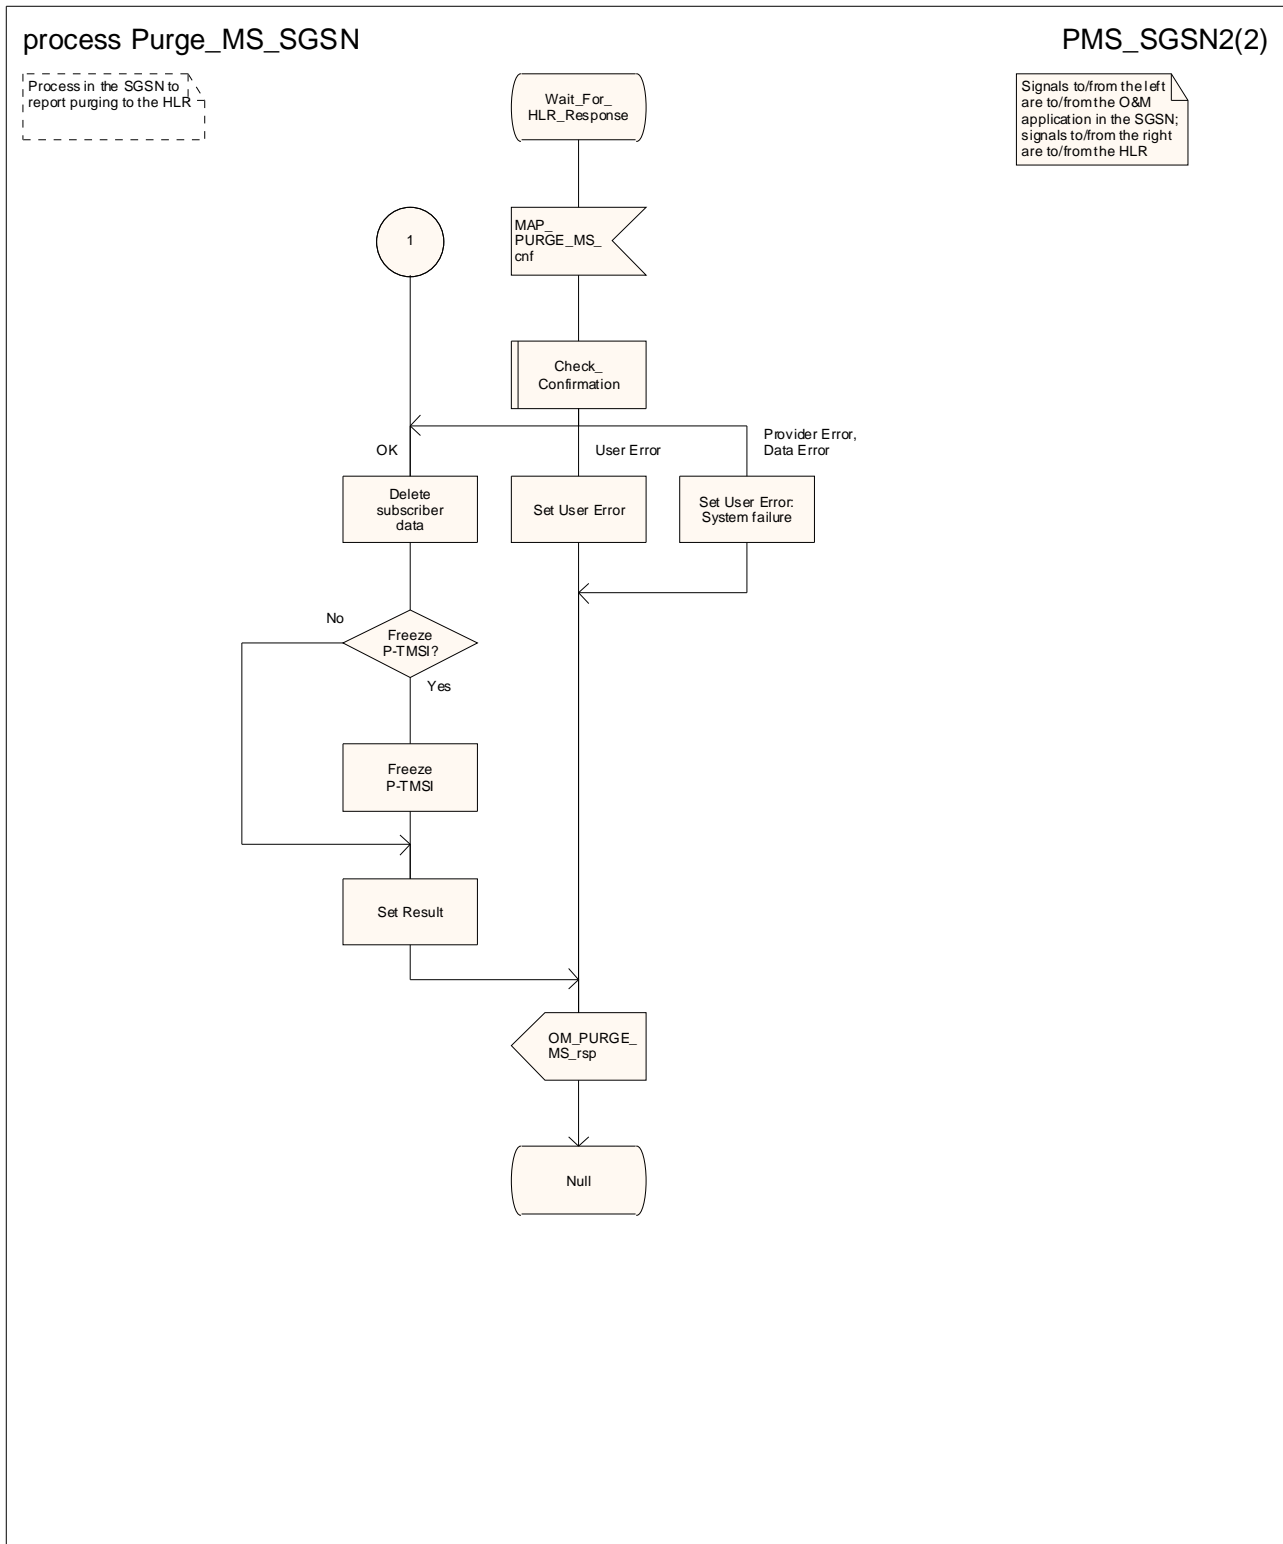 process Purge_MS_SGSN
PMS_SGSN2(2)
Process in the SGSN to
report purging to the HLR
Wait_For_
HLR_Response
Signals to/from the left
are to/from the O&M
application in the SGSN;
signals to/from the right
are to/from the HLR
1
MAP_
PURGE_MS_
cnf
Check_
Confirmation
OK
User Error
Provider Error,
Data Error
Delete
subscriber
data
Set User Error
Set User Error:
System failure
No
Freeze
P-TMSI?
Yes
Freeze
P-TMSI
Set Result
OM_PURGE_
MS_rsp
Null